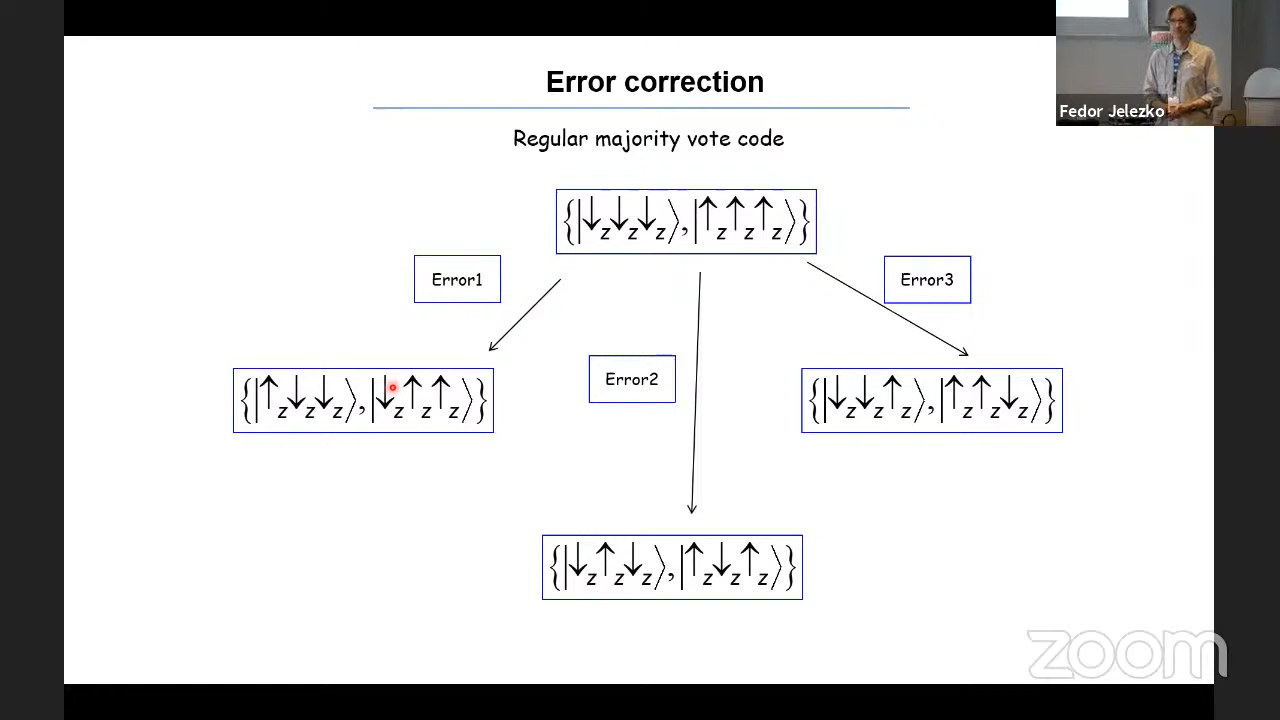 Error correction
Fedor Jelezko
Regular majority vote code
{|↓z↓z↓z⟩,|↑z↑z↑z⟩}
Error1
Error3
Error2
{|↑z↓z↓z⟩,|↓z↑z↑z⟩}
{|↓z↓z↑z⟩,|↑z↑z↓z⟩}
{|↓z↑z↓z⟩,|↑z↓z↑z⟩}
zoom